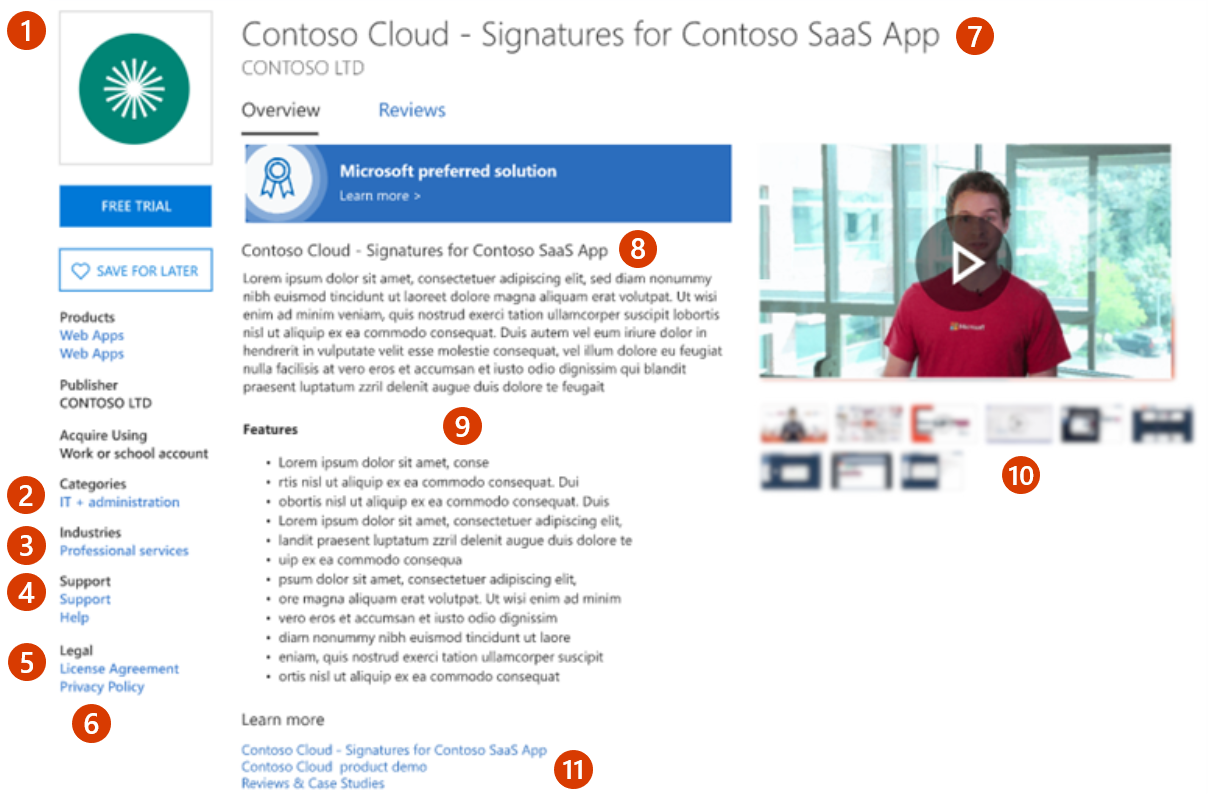 1
Contoso Cloud - Signatures for Contoso SaaS App
7
CONTOSO LTD
Overview
Reviews
FREE TRIAL
SAVE FOR LATER
Products
Web Apps
Web Apps
Publisher
CONTOSO LTD
Acquire Using
Work or school account
2
Categories
IT + administration
3
Industries
Professional services
4
Support
Support
Help
5
Legal
License Agreement
Privacy Policy
6
Microsoft preferred solution
Learn more >
Contoso Cloud - Signatures for Contoso SaaS App
8
Lorem ipsum dolor sit amet, consectetuer adipiscing elit, sed diam nonummy
nibh euismod tincidunt ut laoreet dolore magna aliquam erat volutpat. Ut wisi
enim ad minim veniam, quis nostrud exerci tation ullamcorper suscipit lobortis
nisl ut aliquip ex ea commodo consequat. Duis autem vel eum iriure dolor in
hendrerit in vulputate velit esse molestie consequat, vel illum dolore eu feugiat
nulla facilisis at vero eros et accumsan et iusto odio dignissim qui blandit
praesent luptatum zzril delenit augue duis dolore te feugait
9
Features
• Lorem ipsum dolor sit amet, conse
• rtis nisl ut aliquip ex ea commodo consequat. Dui
• obortis nisl ut aliquip ex ea commodo consequat. Duis
• Lorem ipsum dolor sit amet, consectetuer adipiscing elit,
• landit praesent luptatum zzril delenit augue duis dolore te
• uip ex ea commodo consequa
• psum dolor sit amet, consectetuer adipiscing elit,
• ore magna aliquam erat volutpat. Ut wisi enim ad minim
• vero eros et accumsan et iusto odio dignissim
• diam nonummy nibh euismod tincidunt ut laore
• eniam, quis nostrud exerci tation ullamcorper suscipit
• ortis nisl ut aliquip ex ea commodo consequat
Learn more
Contoso Cloud - Signatures for Contoso SaaS App
Contoso Cloud product demo
Reviews & Case Studies
11
Microsoft
10